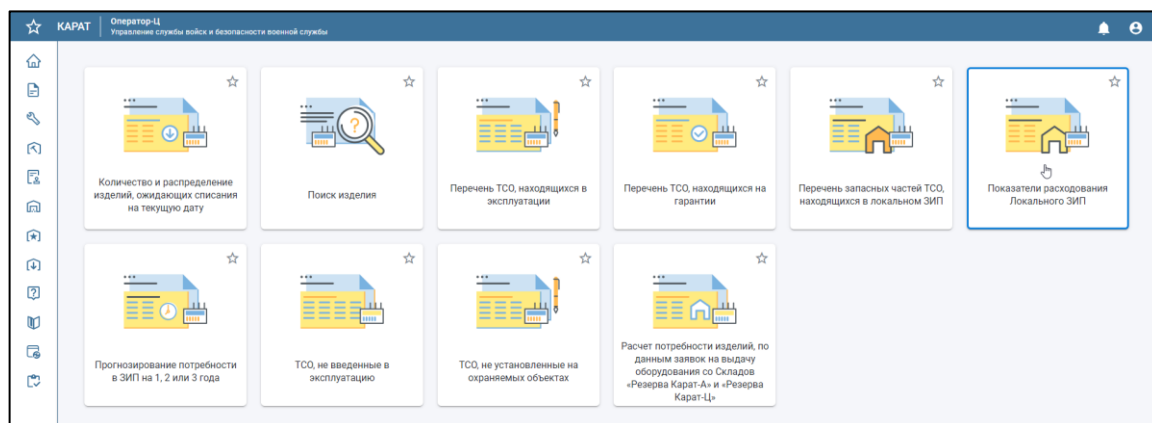 КАРАТ
Оператор-Ц
Управление службы войск и безопасности военной службы
Количество и распределение
изделий, ожидающих списания
на текущую дату
Поиск изделия
Перечень ТСО, находящихся в
эксплуатации
Перечень ТСО, находящихся на
гарантии
Перечень запасных частей ТСО,
находящихся в локальном ЗИП
Показатели расходования
Локального ЗИП
Прогнозирование потребности
в ЗИП на 1, 2 или 3 года
ТСО, не введенные в
эксплуатацию
ТСО, не установленные на
охраняемых объектах
Расчет потребности изделий, по
данным заявок на выдачу
оборудования со Складов
«Резерва Карат-А» и «Резерва
Карат-Ц»